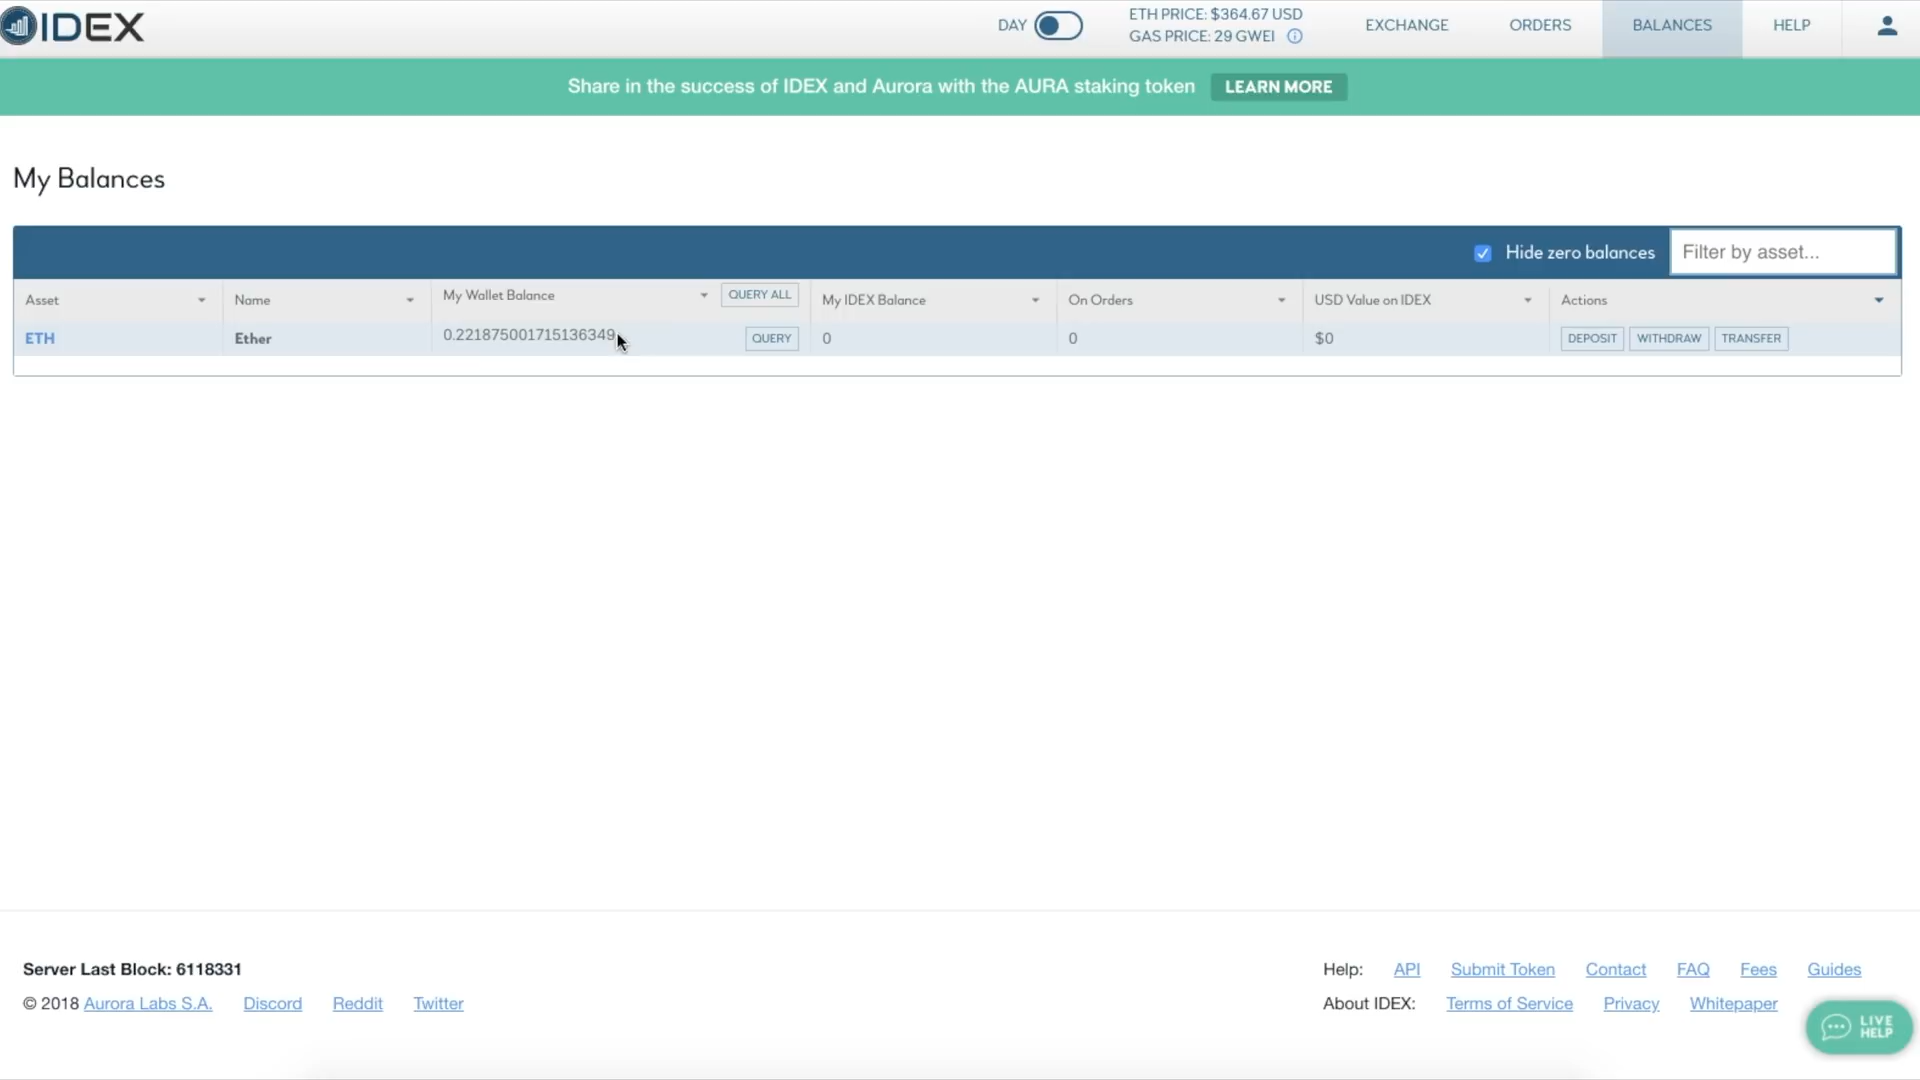 IDEX
DAY
ETH PRICE: $364.67 USD
GAS PRICE: 29 GWEI
EXCHANGE
ORDERS
BALANCES
HELP
Share in the success of IDEX and Aurora with the AURA staking token LEARN MORE
My Balances
Hide zero balances
Filter by asset...
Asset Name My Wallet Balance QUERY ALL My IDEX Balance On Orders USD Value on IDEX Actions
ETH Ether 0.221875001715136349 QUERY 0 0 $0 DEPOSIT WITHDRAW TRANSFER
Server Last Block: 6118331
© 2018 Aurora Labs S.A. Discord Reddit Twitter
Help: API Submit Token Contact FAQ Fees Guides
About IDEX: Terms of Service Privacy Whitepaper
LIVE
HELP